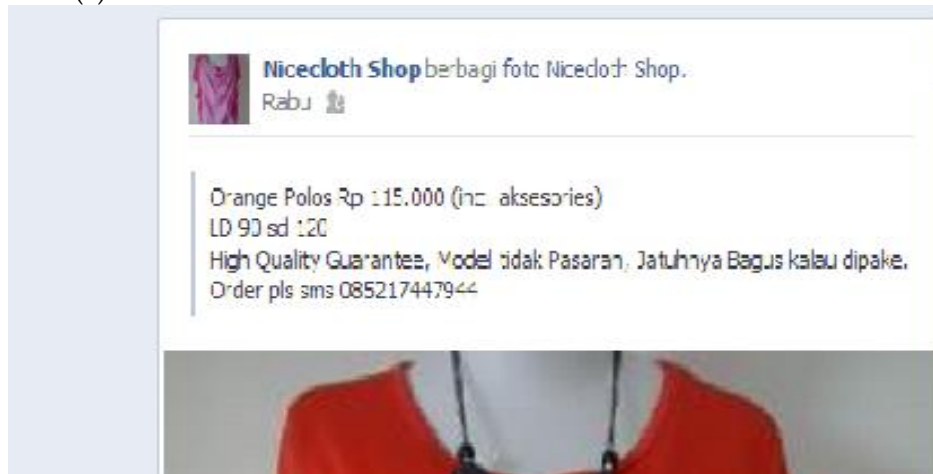 Nicecloth Shop berbagi foto Nicecloth Shop.
Rabu
Orange Polos Rp 115.000 (incl aksesories)
LD 90 sd 120
High Quality Guarantee, Model tidak Pasaran, Jatuhnya Bagus kalau dipake.
Order pls sms 085217447944